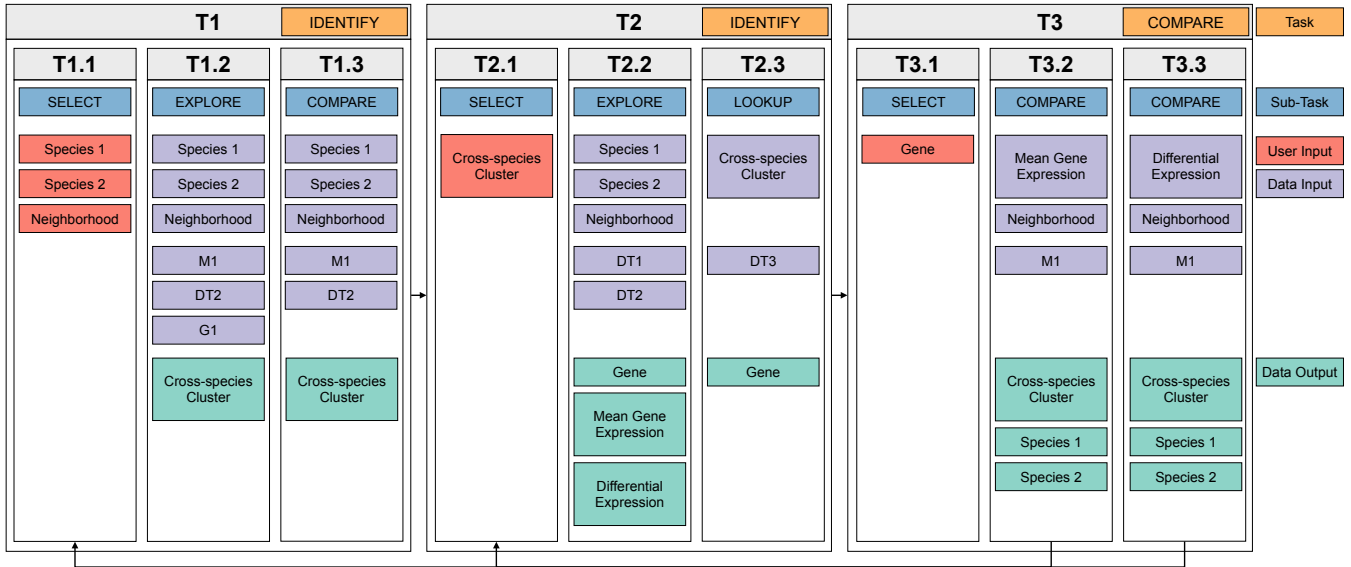 T1
IDENTIFY
T1.1
SELECT
Species 1
Species 2
Neighborhood
T1.2
EXPLORE
Species 1
Species 2
Neighborhood
M1
DT2
G1
Cross-species
Cluster
T1.3
COMPARE
Species 1
Species 2
Neighborhood
M1
DT2
Cross-species
Cluster
T2
IDENTIFY
T2.1
SELECT
Cross-species
Cluster
T2.2
EXPLORE
Species 1
Species 2
Neighborhood
DT1
DT2
Gene
Mean Gene
Expression
Differential
Expression
T2.3
LOOKUP
Cross-species
Cluster
DT3
Gene
T3
COMPARE
T3.1
SELECT
Gene
T3.2
COMPARE
Mean Gene
Expression
Neighborhood
M1
Cross-species
Cluster
Species 1
Species 2
T3.3
COMPARE
Differential
Expression
Neighborhood
M1
Cross-species
Cluster
Species 1
Species 2
Task
Sub-Task
User Input
Data Input
Data Output